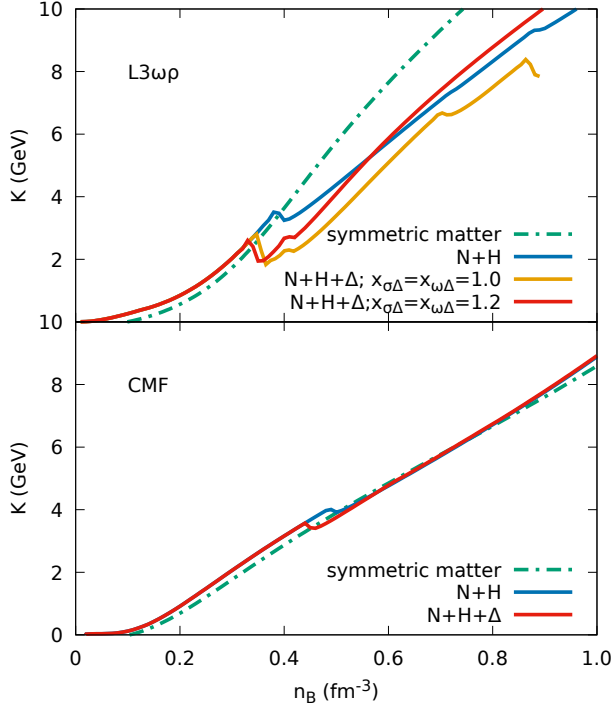 10
8
6
4
2
10
K (GeV)
L3ωρ
symmetric matter
N+H
N+H+Δ; xσΔ=xωΔ=1.0
N+H+Δ;xσΔ=xωΔ=1.2
8
6
4
2
0
K (GeV)
CMF
symmetric matter
N+H
N+H+Δ
0 0.2 0.4 0.6 0.8 1.0
nB (fm-3)